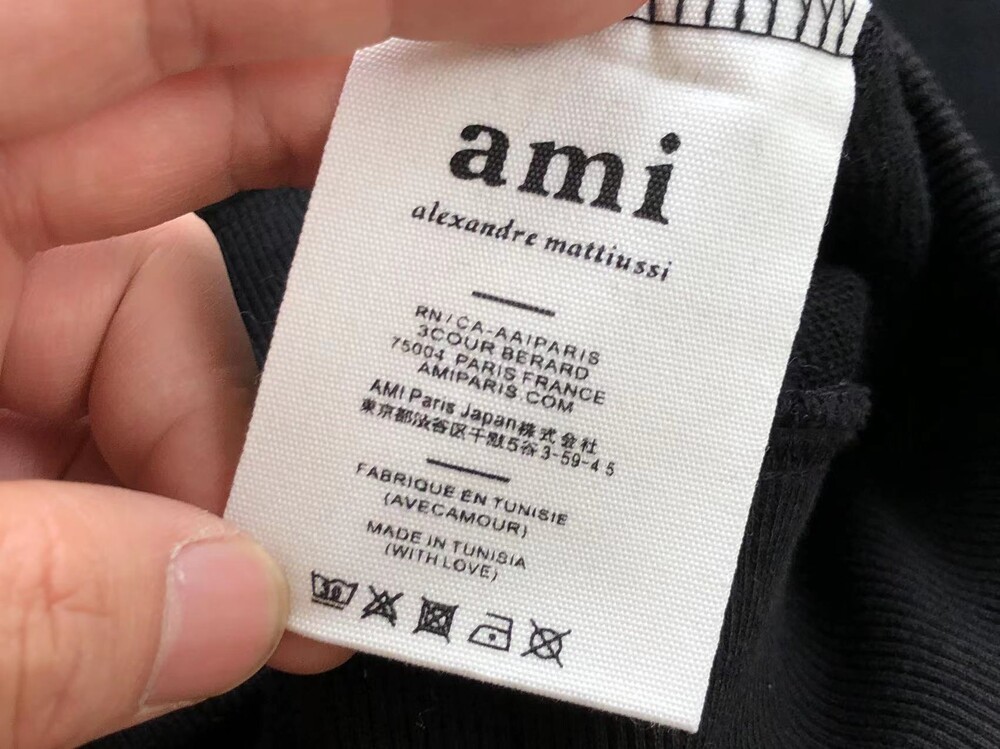 ami
alexandre mattiussi
RN/CA-AAIPARIS
3COUR BERARD
75004 PARIS FRANCE
AMIPARIS.COM
AMI Paris Japan株式会社
東京都渋谷区千駄5谷3-59-4 5
FABRIQUE EN TUNISIE
(AVECAMOUR)
MADE IN TUNISIA
(WITH LOVE)
30